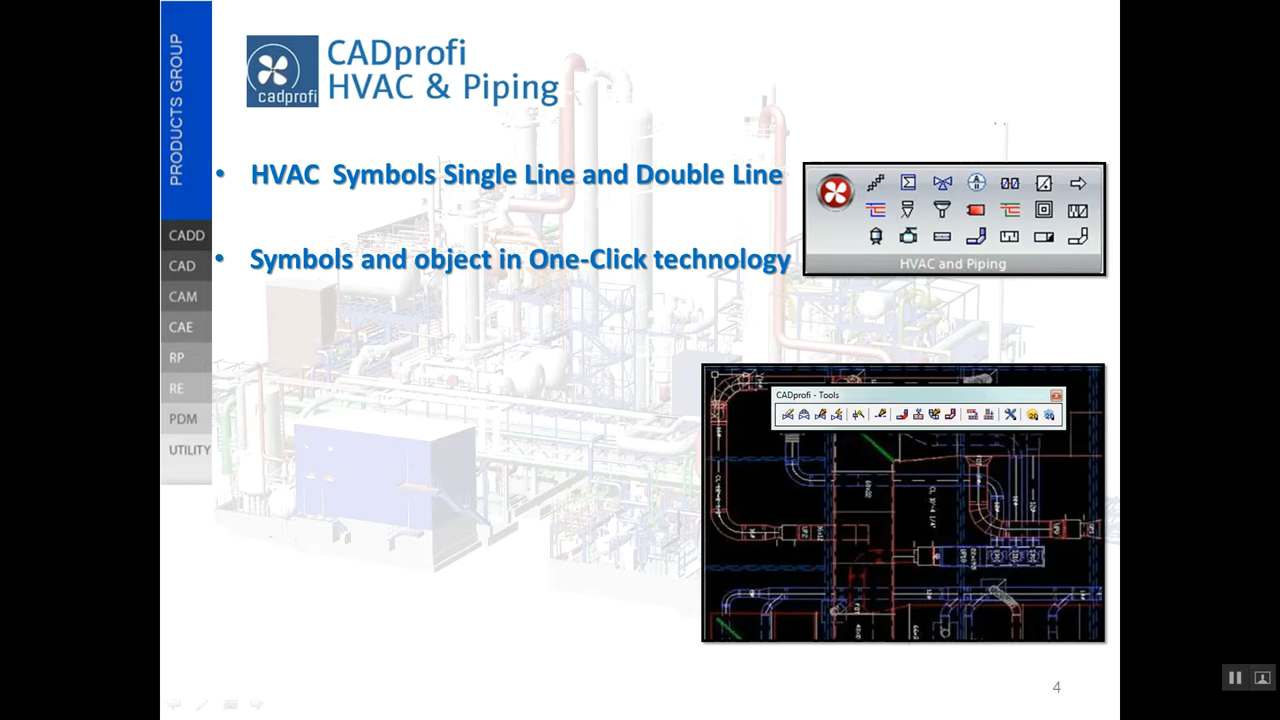 PRODUCTS GROUP
CADD
CAD
CAM
CAE
RP
RE
PDM
UTILITY
cadprofi
CADprofi
HVAC & Piping
• HVAC  Symbols Single Line and Double Line
• Symbols and object in One-Click technology
HVAC and Piping
CADprofi - Tools
4